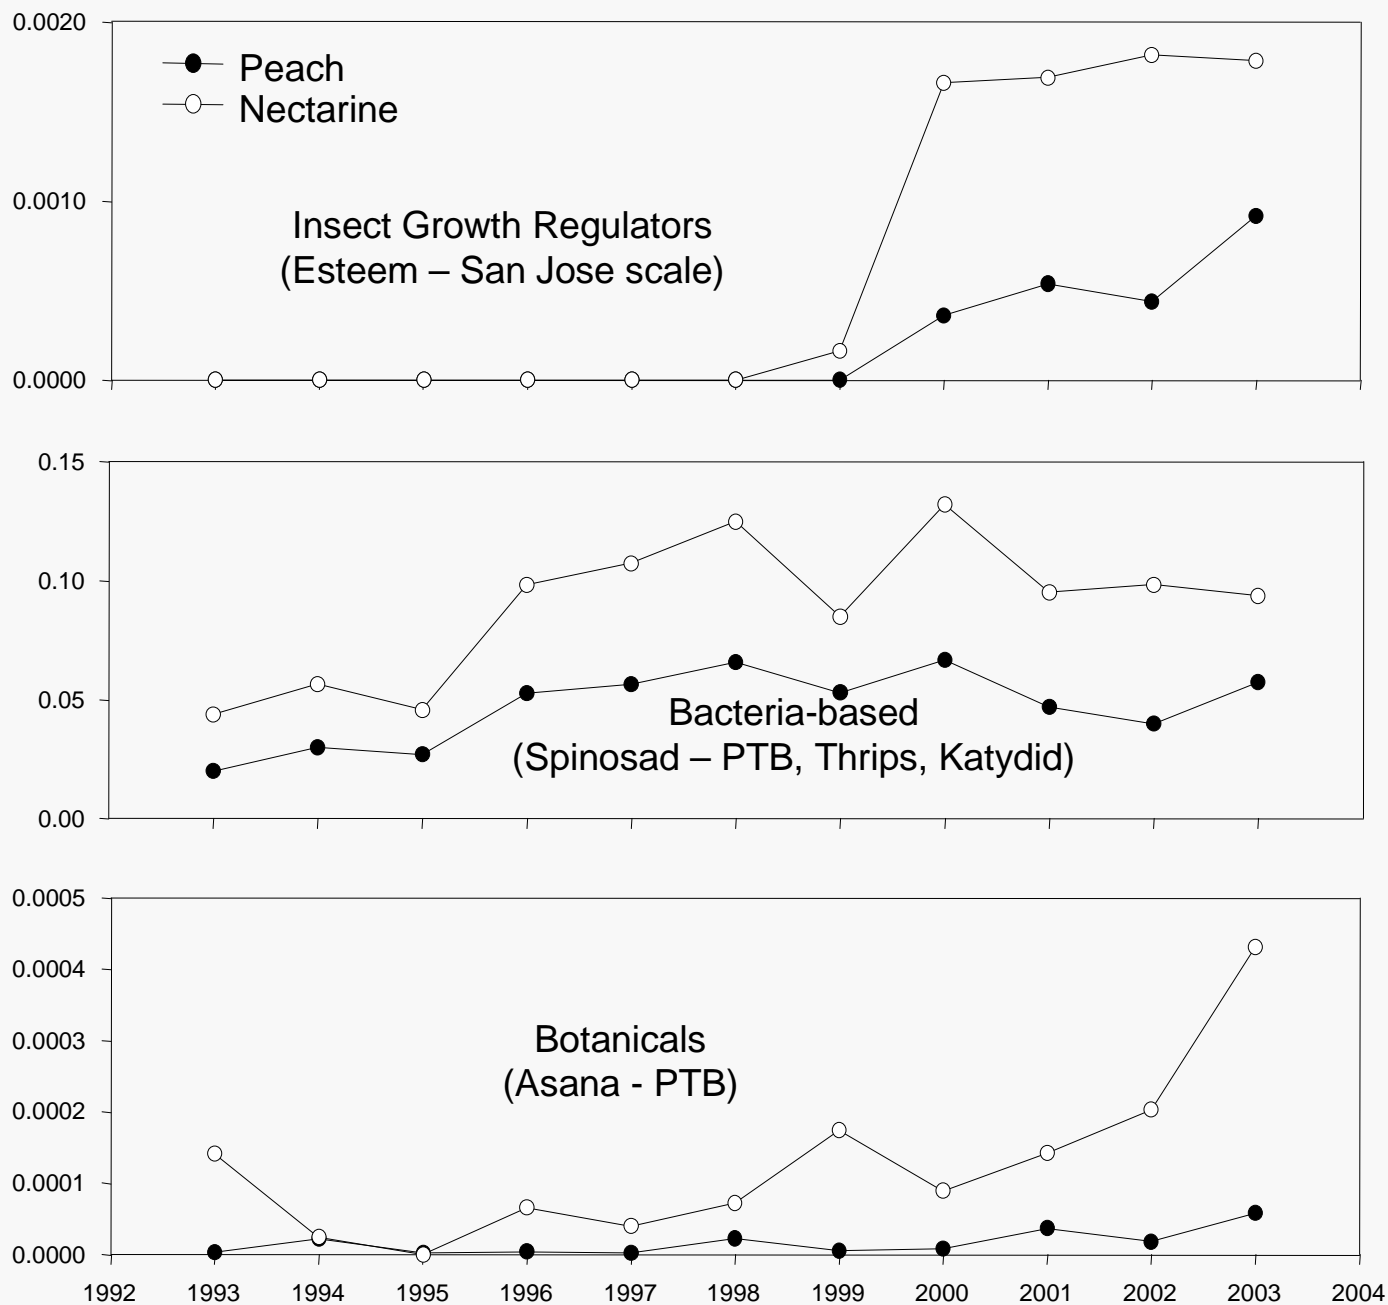 0.0020
Peach
Nectarine
0.0010
Insect Growth Regulators
(Esteem – San Jose scale)
0.0000
0.15
0.10
0.05
Bacteria-based
(Spinosad – PTB, Thrips, Katydid)
0.00
0.0005
0.0004
0.0003
Botanicals
(Asana - PTB)
0.0002
0.0001
0.0000
1992 1993 1994 1995 1996 1997 1998 1999 2000 2001 2002 2003 2004